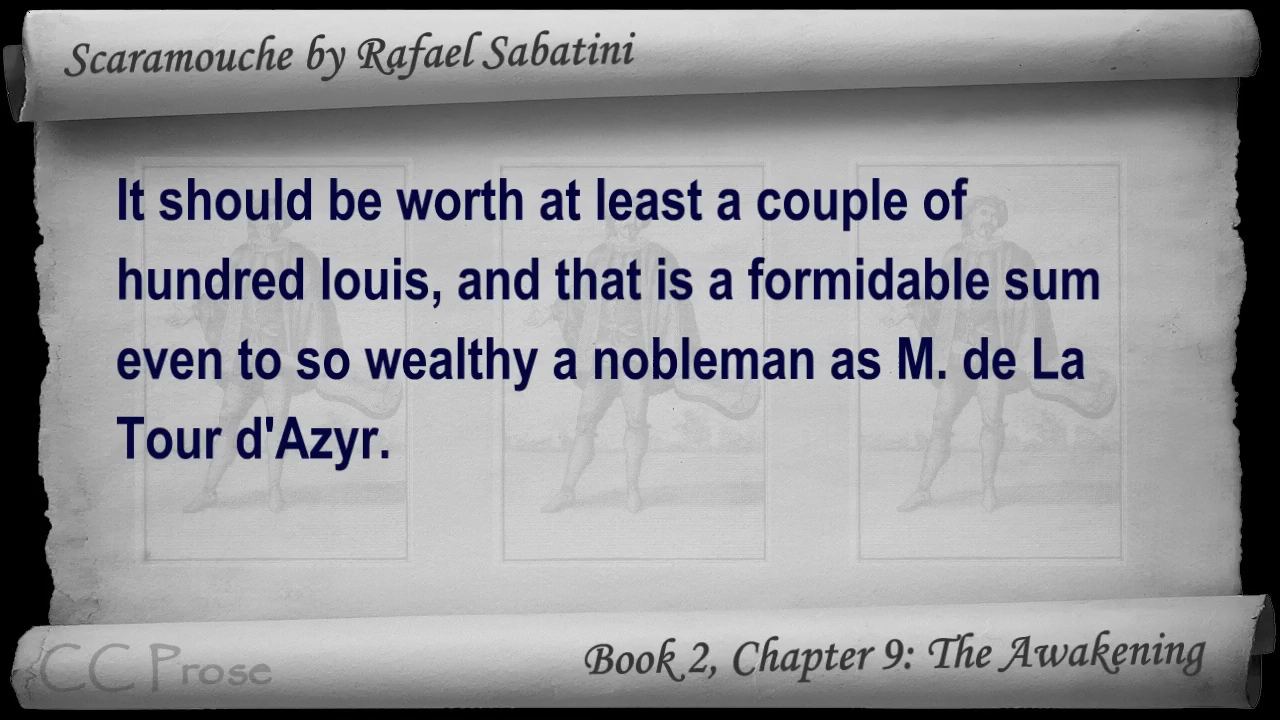 Scaramouche by Rafael Sabatini
It should be worth at least a couple of
hundred louis, and that is a formidable sum
even to so wealthy a nobleman as M. de La
Tour d'Azyr.
CC Prose
Book 2, Chapter 9: The Awakening